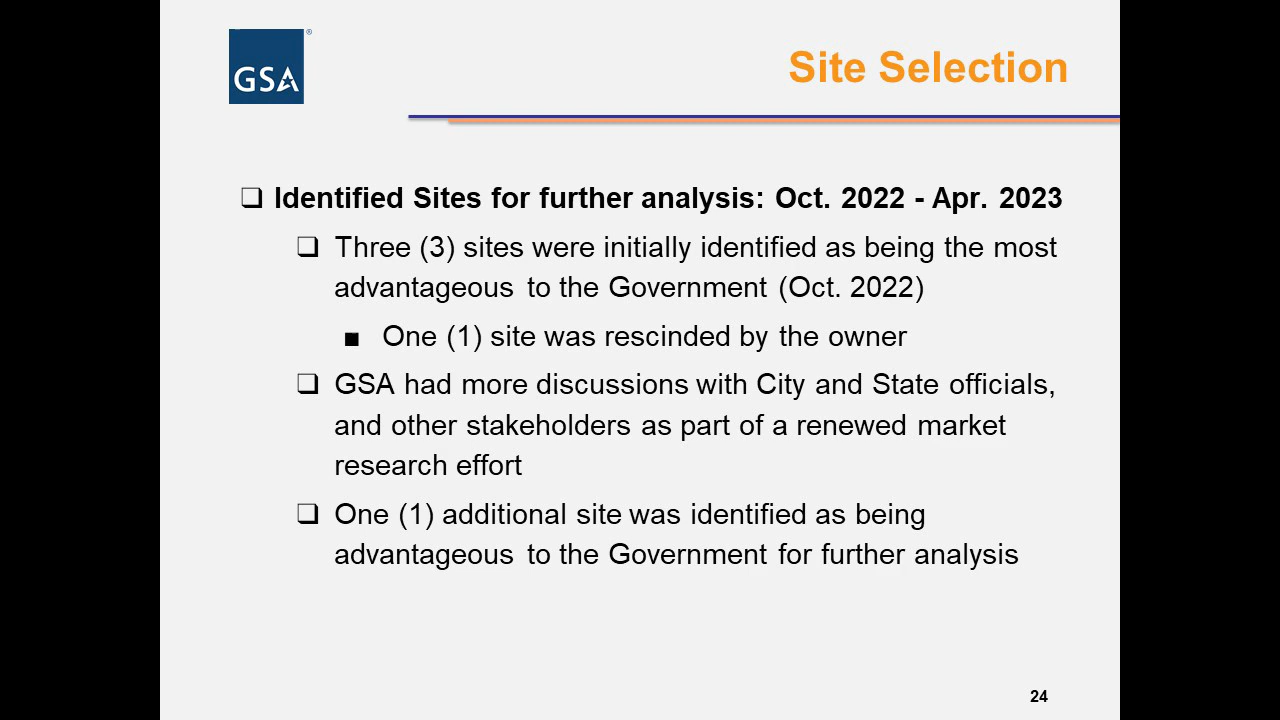 GSA
®
Site Selection
❑ Identified Sites for further analysis: Oct. 2022 - Apr. 2023
❑ Three (3) sites were initially identified as being the most
advantageous to the Government (Oct. 2022)
■ One (1) site was rescinded by the owner
❑ GSA had more discussions with City and State officials,
and other stakeholders as part of a renewed market
research effort
❑ One (1) additional site was identified as being
advantageous to the Government for further analysis
24